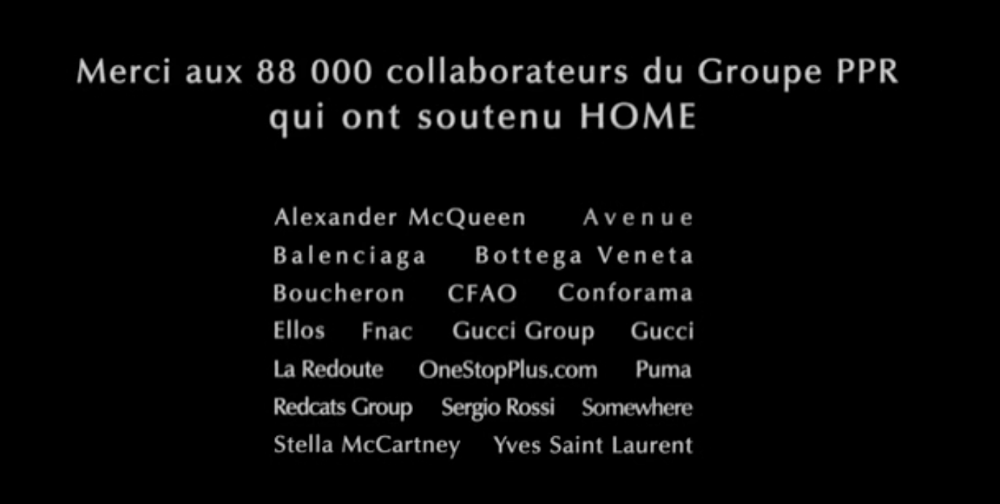 Merci aux 88 000 collaborateurs du Groupe PPR
qui ont soutenu HOME
Alexander McQueen Avenue
Balenciaga Bottega Veneta
Boucheron CFAO Conforama
Ellos Fnac Gucci Group Gucci
La Redoute OneStopPlus.com Puma
Redcats Group Sergio Rossi Somewhere
Stella McCartney Yves Saint Laurent